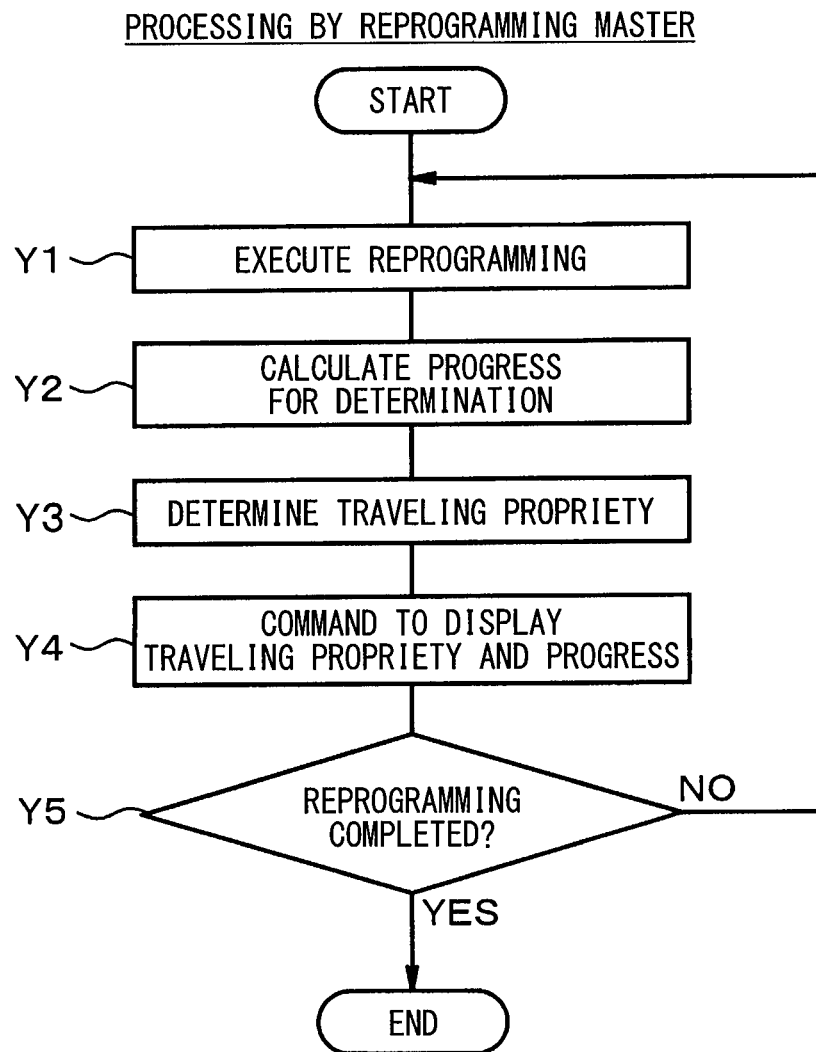 PROCESSING BY REPROGRAMMING MASTER
START
Y1
EXECUTE REPROGRAMMING
Y2
CALCULATE PROGRESS
FOR DETERMINATION
Y3
DETERMINE TRAVELING PROPRIETY
Y4
COMMAND TO DISPLAY
TRAVELING PROPRIETY AND PROGRESS
Y5
REPROGRAMMING
COMPLETED?
NO
YES
END